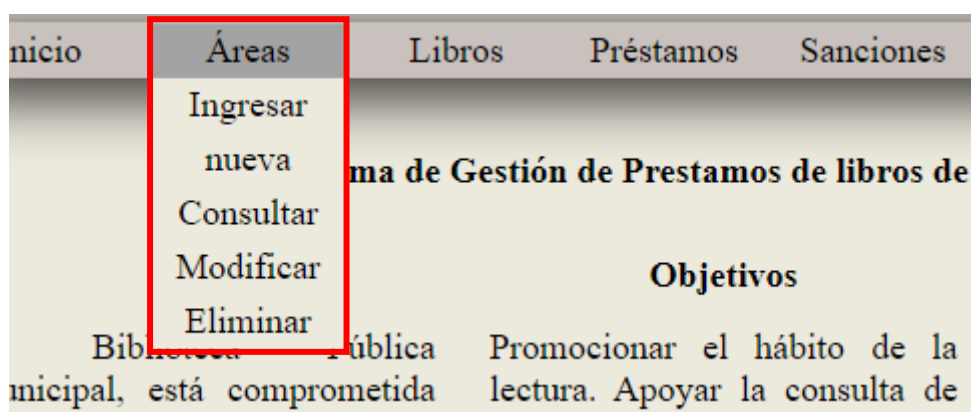 nicio Áreas Libros Préstamos Sanciones
Ingresar
nueva
Consultar
Modificar
Eliminar
ma de Gestión de Prestamos de libros de
Objetivos
Pública
unicipal, está comprometida
Promocionar el hábito de la
lectura. Apoyar la consulta de